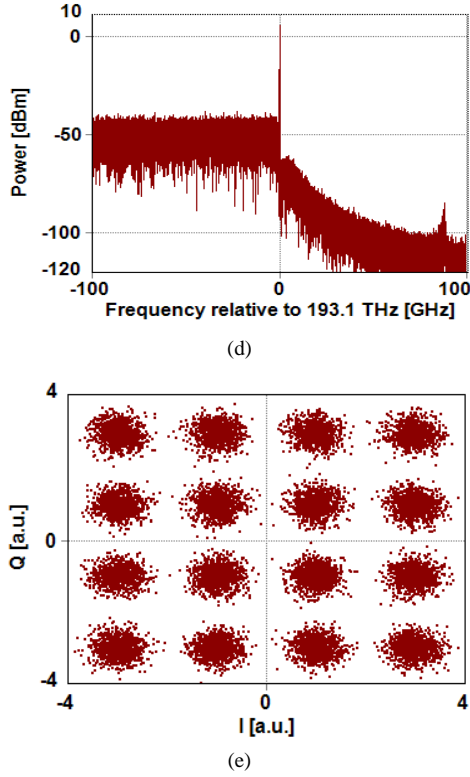 10
0
-50
-100
-120
Power [dBm]
-100 0 100
Frequency relative to 193.1 THz [GHz]
(d)
4
0
-4
Q [a.u.]
-4 0 4
I [a.u.]
(e)